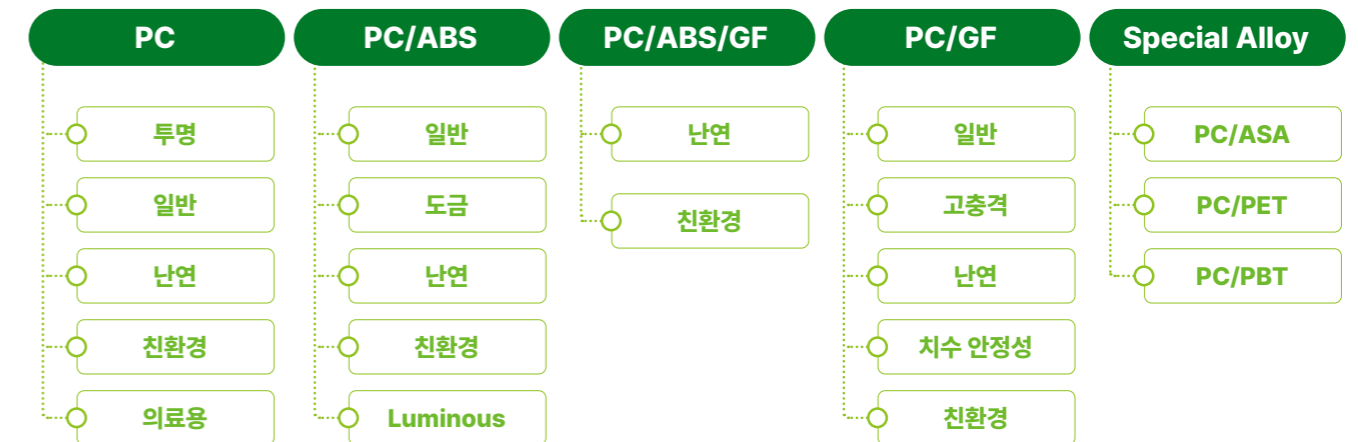 PC
투명
일반
난연
친환경
의료용
PC/ABS
일반
도금
난연
친환경
Luminous
PC/ABS/GF
난연
친환경
PC/GF
일반
고충격
난연
치수 안정성
친환경
Special Alloy
PC/ASA
PC/PET
PC/PBT